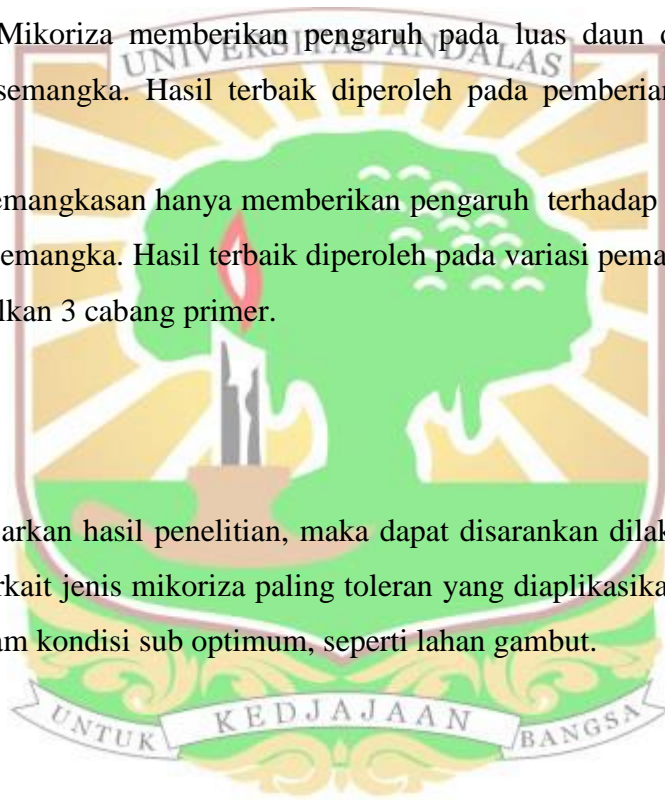 Mikoriza memberikan pengaruh pada luas daun
UNIVERSITAS ANDALAS
semangka. Hasil terbaik diperoleh pada pemberian
emangkasan hanya memberikan pengaruh terhadap
semangka. Hasil terbaik diperoleh pada variasi pema
lkan 3 cabang primer.
arkan hasil penelitian, maka dapat disarankan dilak
rkait jenis mikoriza paling toleran yang diaplikasika
am kondisi sub optimum, seperti lahan gambut.
UNTUK KEDJAJAAN BANGSA